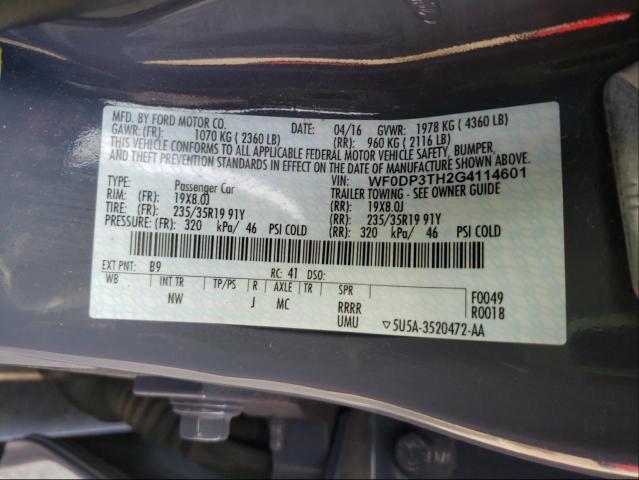 MFD. BY FORD MOTOR CO. DATE: 04/16 GVWR: 1978 KG ( 4360 LB)
GAWR: (FR): 1070 KG ( 2360 LB) (RR): 960 KG ( 2116 LB)
THIS VEHICLE CONFORMS TO ALL APPLICABLE FEDERAL MOTOR VEHICLE SAFETY, BUMPER,
AND THEFT PREVENTION STANDARDS IN EFFECT ON THE DATE OF MANUFACTURE SHOWN ABOVE.
VIN: WF0DP3TH2G4114601
Passenger Car TRAILER TOWING - SEE OWNER GUIDE
RIM: (FR): 19X8.0J (RR): 19X8.0J
TIRE: (FR): 235/35R19 91Y (RR): 235/35R19 91Y
PRESSURE: (FR): 320 kPa/ 46 PSI COLD (RR): 320 kPa/ 46 PSI COLD
EXT PNT: B9 RC: 41 DSO:
WB INT TR TP/PS R AXLE TR SPR F0049
NW J MC RRRR R0018
UMU ▽5U5A-3520472-AA